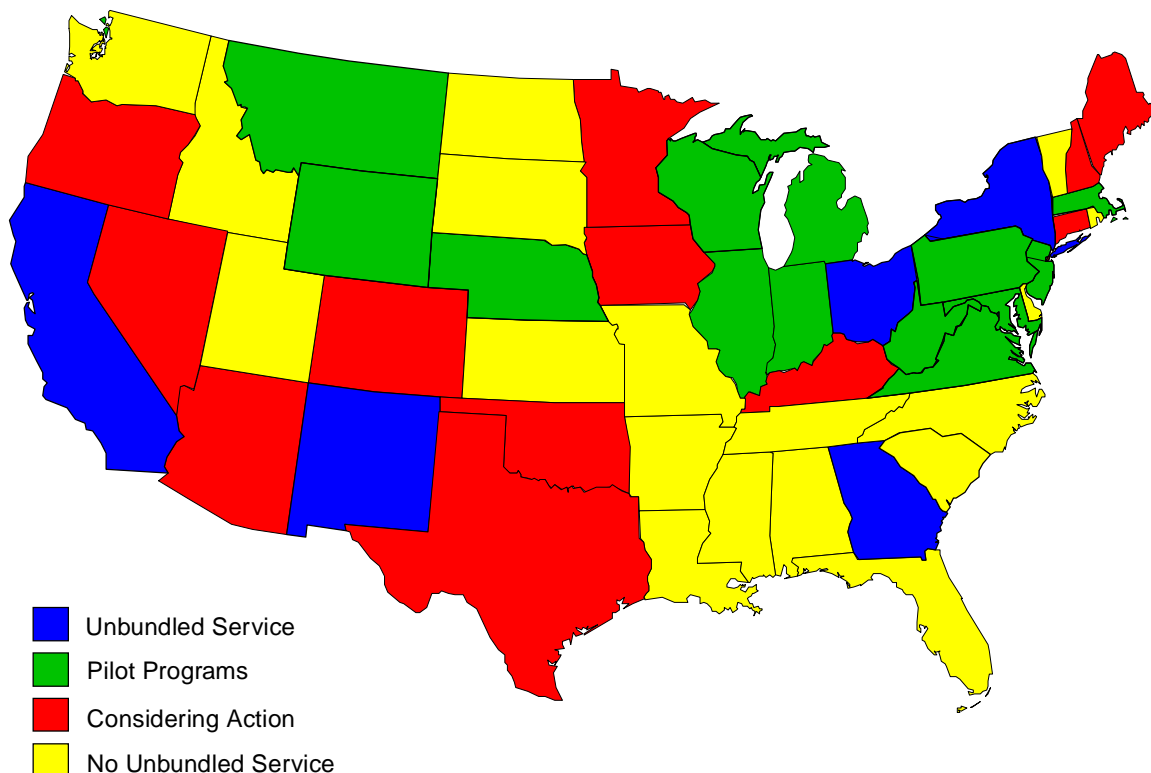 Unbundled Service
Pilot Programs
Considering Action
No Unbundled Service